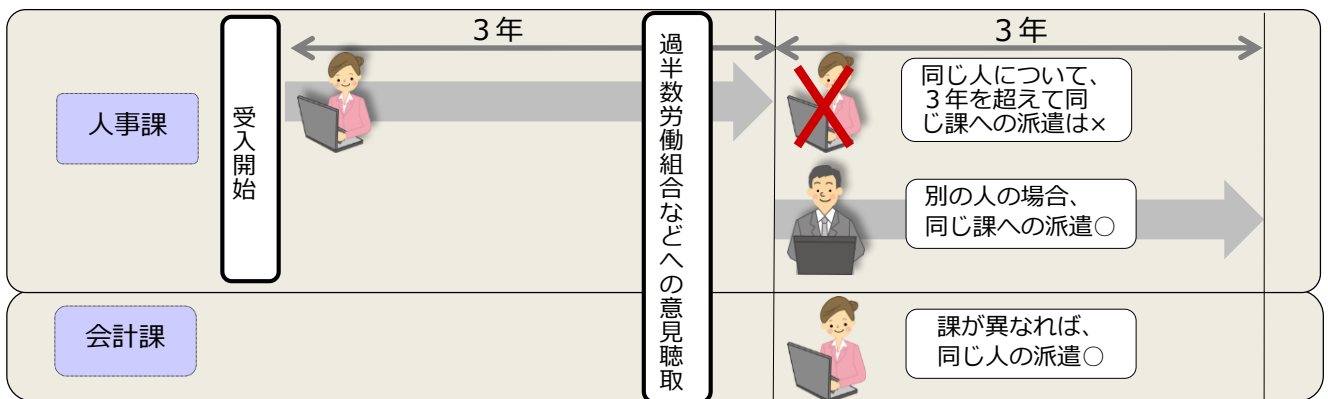 3年
3年
人事課
受入開始
過半数労働組合などへの意見聴取
同じ人について、
3年を超えて同
じ課への派遣は×
別の人の場合、
同じ課への派遣○
会計課
課が異なれば、
同じ人の派遣○